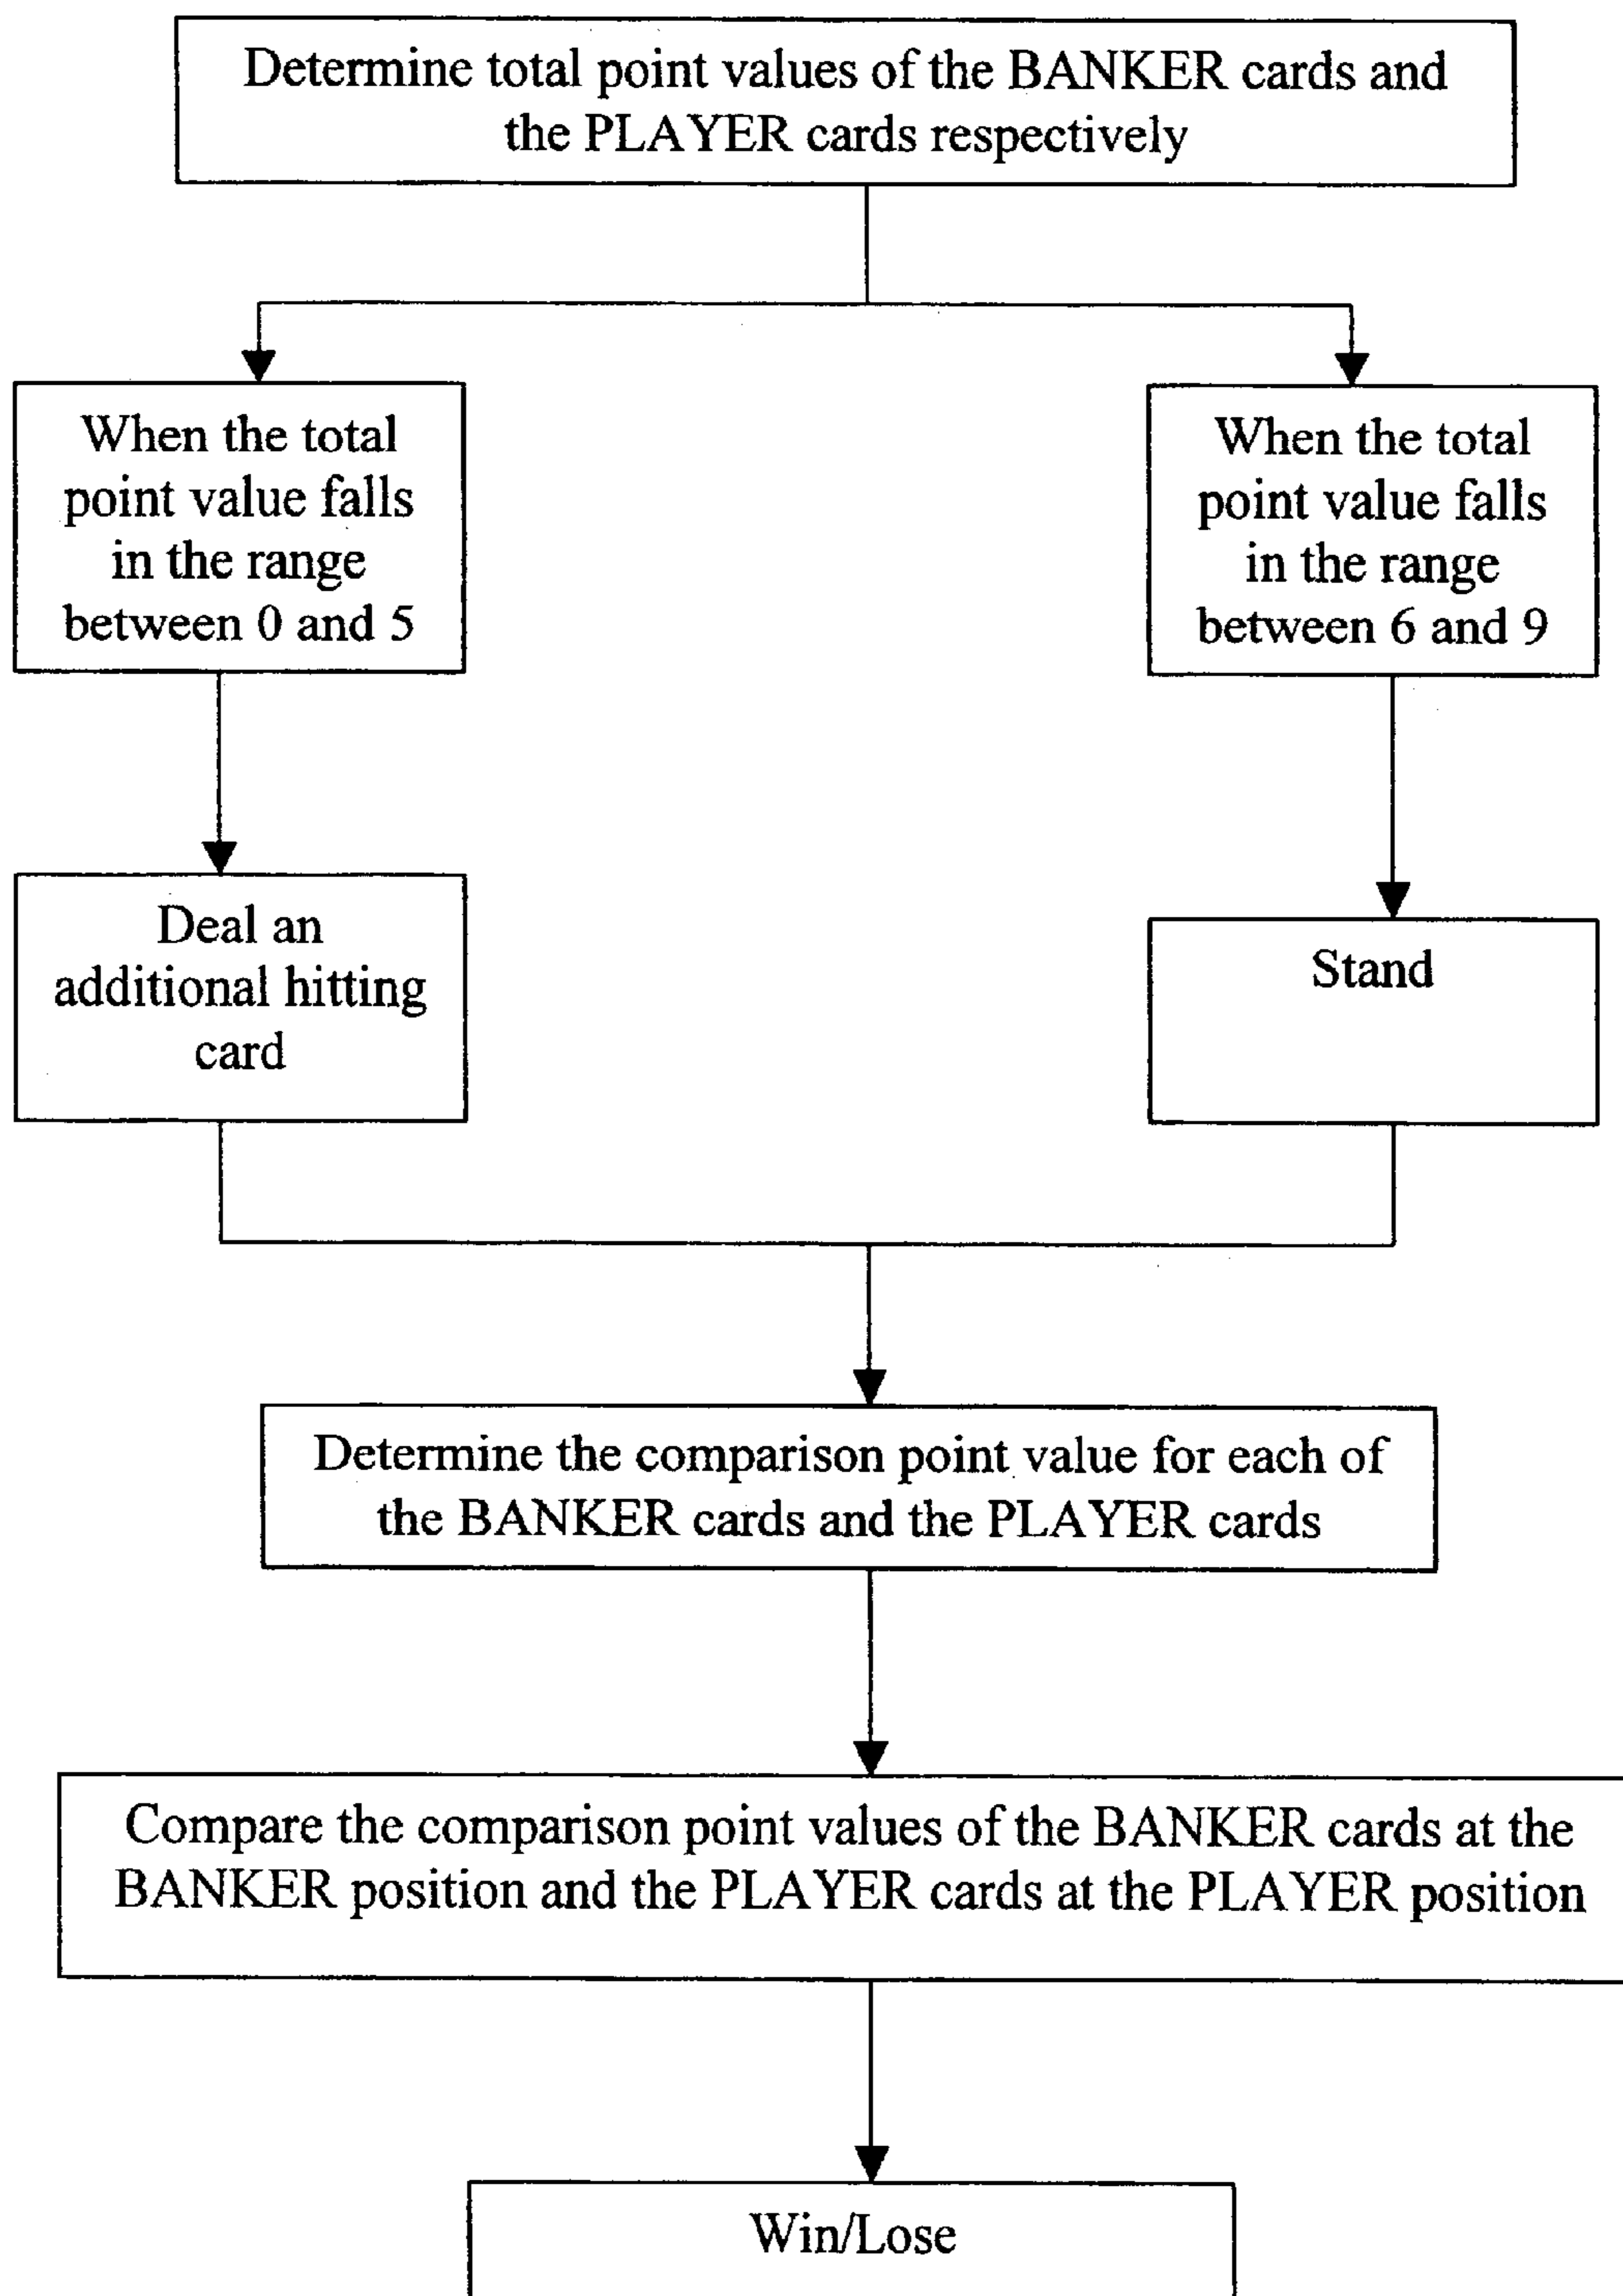 Determine total point values of the BANKER cards and
the PLAYER cards respectively
When the total
point value falls
in the range
between 0 and 5
When the total
point value falls
in the range
between 6 and 9
Deal an
additional hitting
card
Stand
Determine the comparison point value for each of
the BANKER cards and the PLAYER cards
Compare the comparison point values of the BANKER cards at the
BANKER position and the PLAYER cards at the PLAYER position
Win/Lose